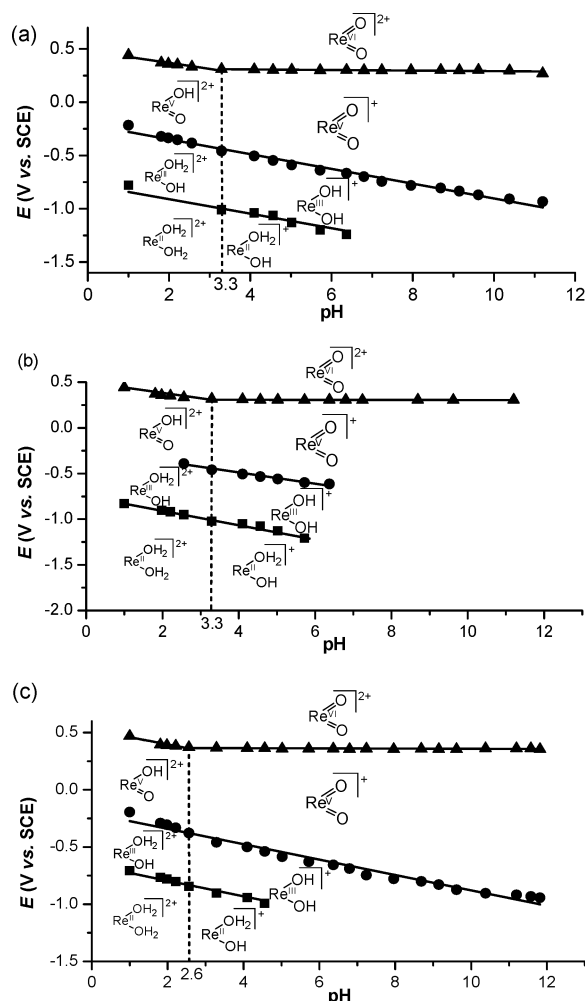 (a)
E (V vs. SCE)
0.5
0.0
-0.5
-1.0
-1.5
O 2+
Re VI
O
OH 2+
Re V
O
O +
Re V
O
OH2 2+
Re III
OH
OH +
Re III
OH
OH2 2+
Re II
OH2
OH2 +
Re II
OH
0 2 4 6 8 10 12
3.3
pH
(b)
E (V vs. SCE)
0.5
0.0
-0.5
-1.0
-1.5
-2.0
O 2+
Re VI
O
OH 2+
Re V
O
O +
Re V
O
OH2 2+
Re III
OH
OH +
Re III
OH
OH2 2+
Re II
OH2
OH2 +
Re II
OH
0 2 4 6 8 10 12
3.3
pH
(c)
E (V vs. SCE)
0.5
0.0
-0.5
-1.0
-1.5
O 2+
Re VI
O
OH 2+
Re V
O
O +
Re V
O
OH2 2+
Re III
OH
OH +
Re III
OH
OH2 2+
Re II
OH2
OH2 +
Re II
OH
0 2 4 6 8 10 12
2.6
pH